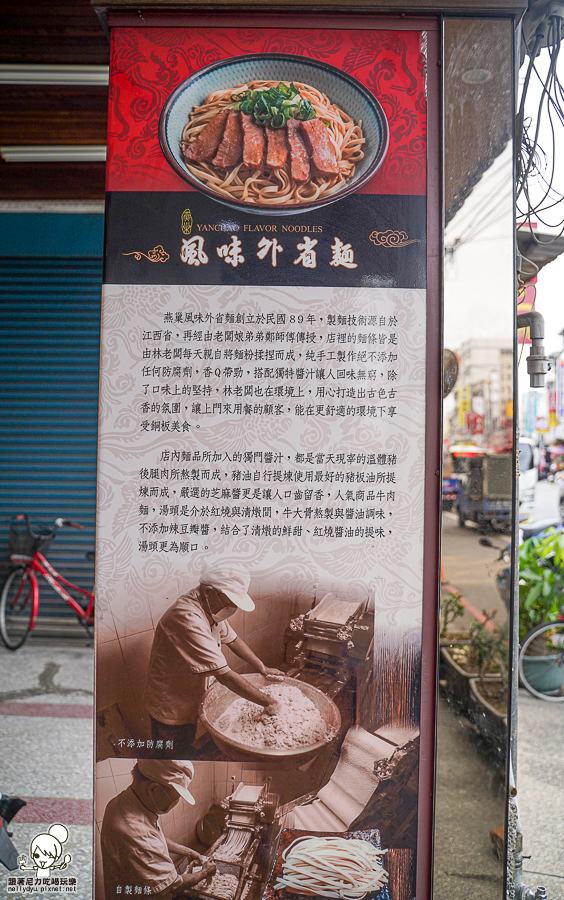 YANCHAO FLAVOR NOODLES
風味外省麵
燕巢風味外省麵創立於民國89年,製麵技術源自於
江西省,再經由老闆娘弟弟鄭師傅傳授,店裡的麵條皆是
由林老闆每天親自將麵粉揉捏而成,純手工製作絕不添加
任何防腐劑,香Q帶勁,搭配獨特醬汁讓人回味無窮,除
了口味上的堅持,林老闆也在環境上,用心打造出古色古
香的氛圍,讓上門來用餐的顧客,能在更舒適的環境下享
受銅板美食。
店內麵品所加入的獨門醬汁,都是當天現宰的溫體豬
後腿肉所熬製而成,豬油自行提煉使用最好的豬板油所提
煉而成,嚴選的芝麻醬更是讓人口齒留香,人氣商品牛肉
麵,湯頭是介於紅燒與清燉間,牛大骨熬製與醬油調味,
不添加辣豆瓣醬,結合了清燉的鮮甜、紅燒醬油的提味,
湯頭更為順口。
不添加防腐劑
自製麵條
跟著尼力吃喝玩
nellydyu.pixnet.net